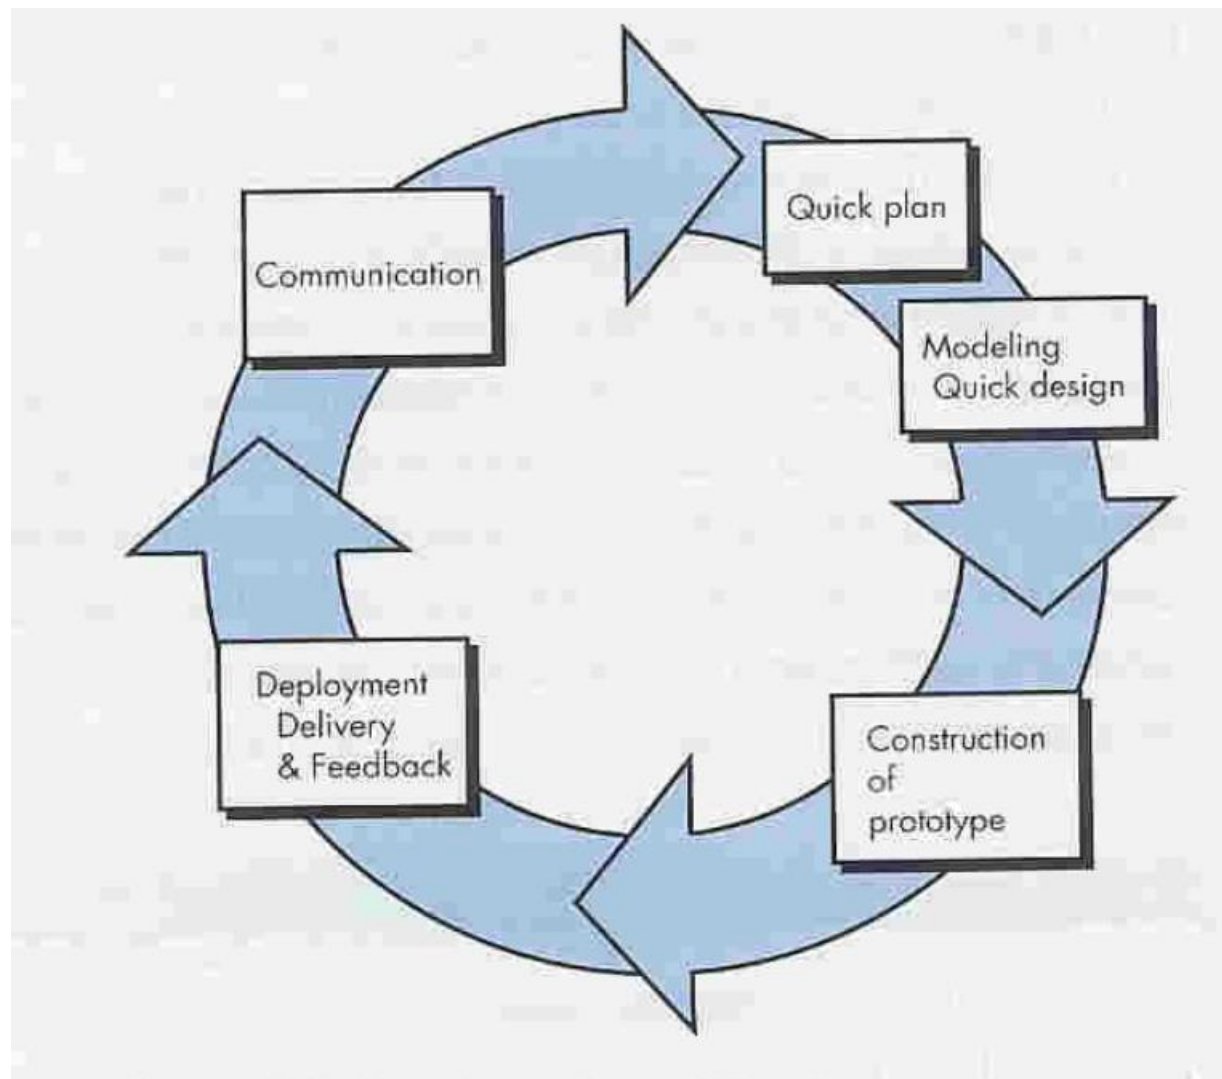 Communication
Quick plan
Modeling
Quick design
Construction
of
prototype
Deployment
Delivery
& Feedback